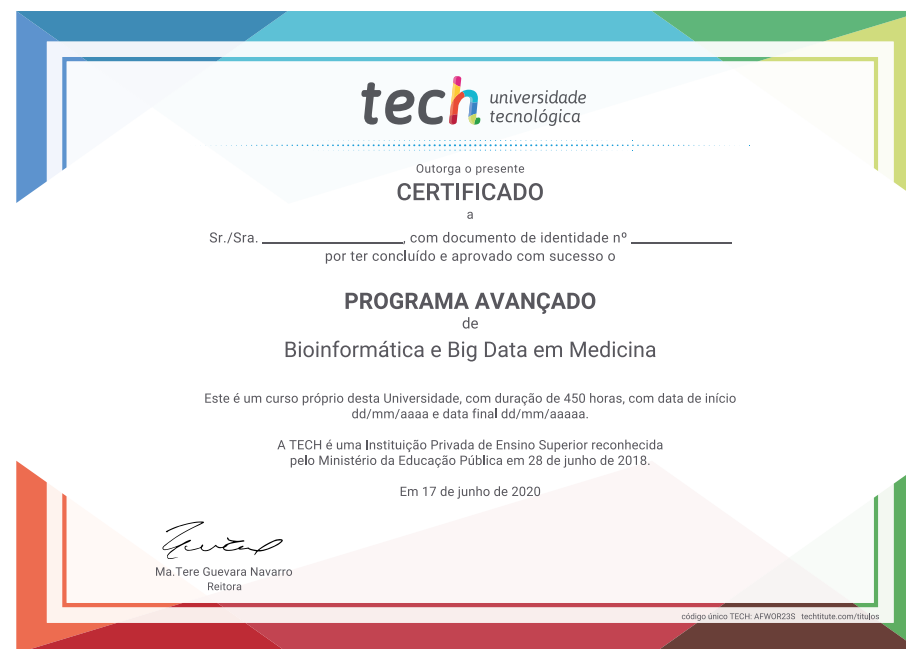 tech universidade
tecnológica
Outorga o presente
CERTIFICADO
a
Sr./Sra. ________________, com documento de identidade nº ____________
por ter concluído e aprovado com sucesso o
PROGRAMA AVANÇADO
de
Bioinformática e Big Data em Medicina
Este é um curso próprio desta Universidade, com duração de 450 horas, com data de início
dd/mm/aaaa e data final dd/mm/aaaaa.
A TECH é uma Instituição Privada de Ensino Superior reconhecida
pelo Ministério da Educação Pública em 28 de junho de 2018.
Em 17 de junho de 2020
Ma.Tere Guevara Navarro
Reitora
código único TECH: AFWOR23S techtitute.com/titulos